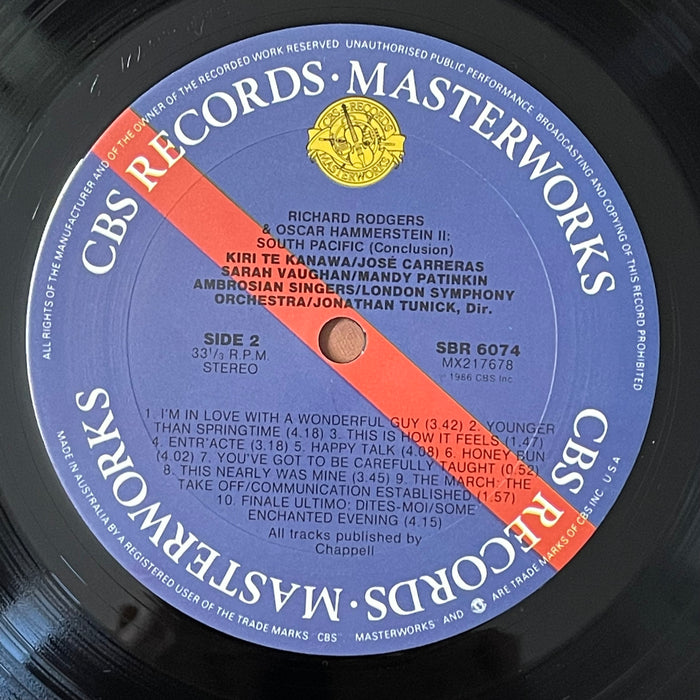 ALL RIGHTS OF THE MANUFACTURER AND OF THE OWNER OF THE RECORDED WORK RESERVED UNAUTHORISED PUBLIC PERFORMANCE, BROADCASTING AND COPYING OF THIS RECORD PROHIBITED
CBS RECORDS · MASTERWORKS
CBS RECORDS
MASTERWORKS
RICHARD RODGERS
& OSCAR HAMMERSTEIN II:
SOUTH PACIFIC (Conclusion)
KIRI TE KANAWA/JOSÉ CARRERAS
SARAH VAUGHAN/MANDY PATINKIN
AMBROSIAN SINGERS/LONDON SYMPHONY
ORCHESTRA/JONATHAN TUNICK, Dir.
SIDE 2
33⅓ R.P.M.
STEREO
SBR 6074
MX217678
© 1986 CBS Inc.
1. I'M IN LOVE WITH A WONDERFUL GUY (3.42) 2. YOUNGER
THAN SPRINGTIME (4.18) 3. THIS IS HOW IT FEELS (1.47)
4. ENTR'ACTE (3.18) 5. HAPPY TALK (4.08) 6. HONEY BUN
(4.02) 7. YOU'VE GOT TO BE CAREFULLY TAUGHT (0.52)
8. THIS NEARLY WAS MINE (3.45) 9. THE MARCH: THE
TAKE OFF/COMMUNICATION ESTABLISHED (1.57)
10. FINALE ULTIMO: DITES-MOI/SOME
ENCHANTED EVENING (4.15)
All tracks published by
Chappell
CBS RECORDS · MASTERWORKS
MADE IN AUSTRALIA BY A REGISTERED USER OF THE TRADE MARKS "CBS" MASTERWORKS" AND ARE TRADE MARKS OF CBS INC. U S A